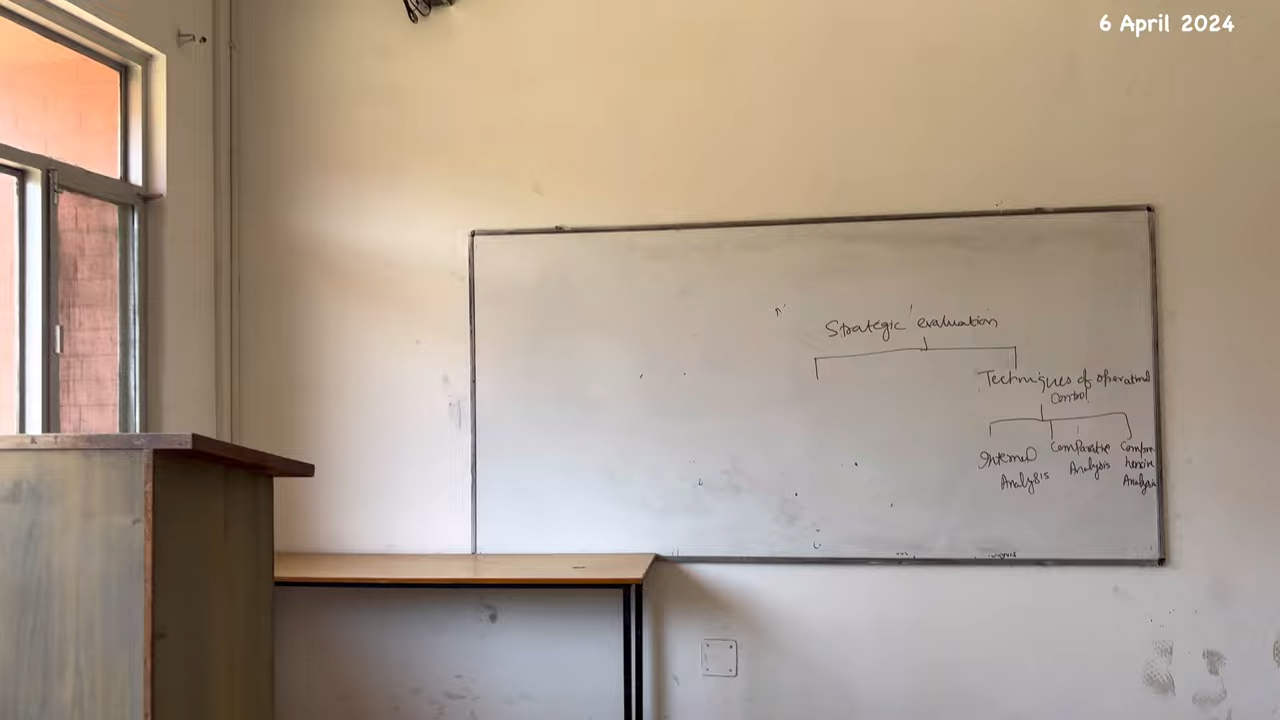 6 April 2024
Strategic evaluation
Techniques of operational
Control
Internal
Analysis
Comparative
Analysis
Compre
hensive
Analysis